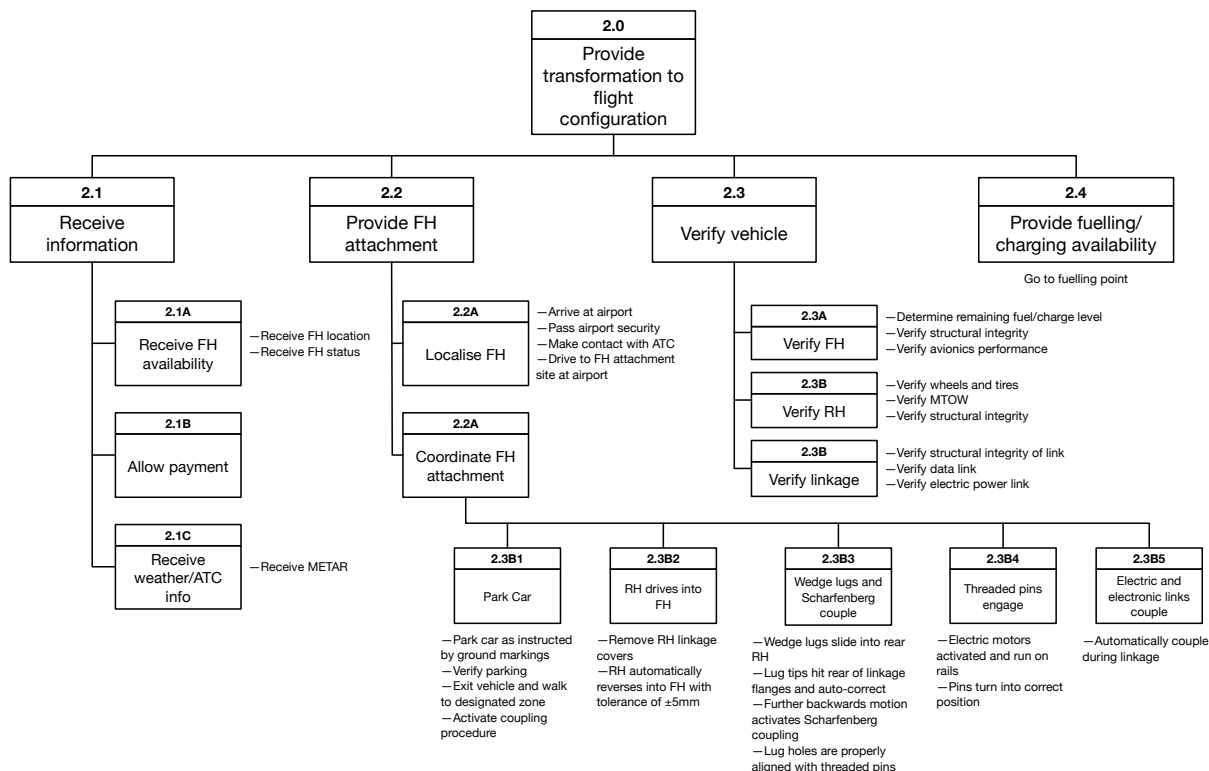 2.0
Provide
transformation to
flight
configuration
2.1
Receive
information
2.2
Provide FH
attachment
2.3
Verify vehicle
2.4
Provide fuelling/
charging availability
Go to fuelling point
2.1A
Receive FH
availability
—Receive FH location
—Receive FH status
2.1B
Allow payment
2.1C
Receive
weather/ATC
info
—Receive METAR
2.2A
Localise FH
—Arrive at airport
—Pass airport security
—Make contact with ATC
—Drive to FH attachment
site at airport
2.2A
Coordinate FH
attachment
2.3A
Verify FH
—Determine remaining fuel/charge level
—Verify structural integrity
—Verify avionics performance
2.3B
Verify RH
—Verify wheels and tires
—Verify MTOW
—Verify structural integrity
2.3B
Verify linkage
—Verify structural integrity of link
—Verify data link
—Verify electric power link
2.3B1
Park Car
—Park car as instructed
by ground markings
—Verify parking
—Exit vehicle and walk
to designated zone
—Activate coupling
procedure
2.3B2
RH drives into
FH
—Remove RH linkage
covers
—RH automatically
reverses into FH with
tolerance of ±5mm
2.3B3
Wedge lugs and
Scharfenberg
couple
—Wedge lugs slide into rear
RH
—Lug tips hit rear of linkage
flanges and auto-correct
—Further backwards motion
activates Scharfenberg
coupling
—Lug holes are properly
aligned with threaded pins
2.3B4
Threaded pins
engage
—Electric motors
activated and run on
rails
—Pins turn into correct
position
2.3B5
Electric and
electronic links
couple
—Automatically couple
during linkage